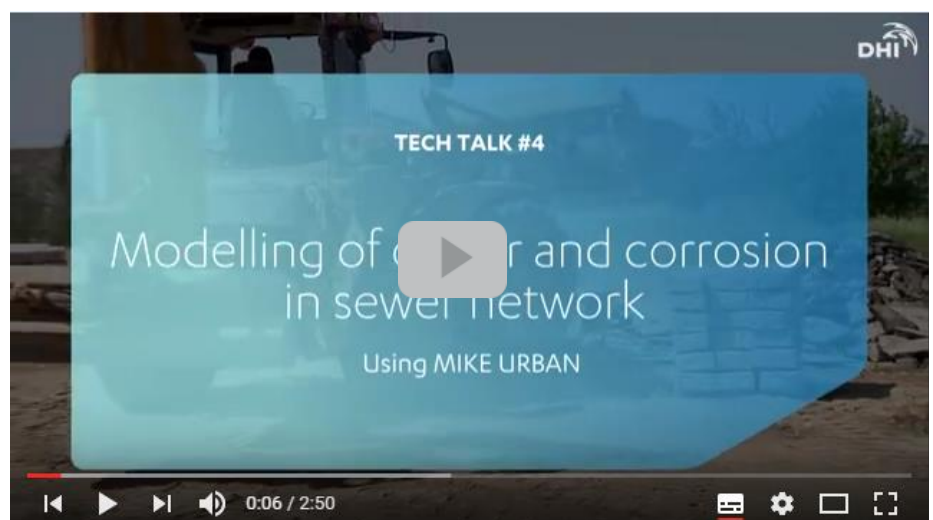 DHI
TECH TALK #4
Modelling of and corrosion
in sewer network
Using MIKE URBAN
0:06 / 2:50